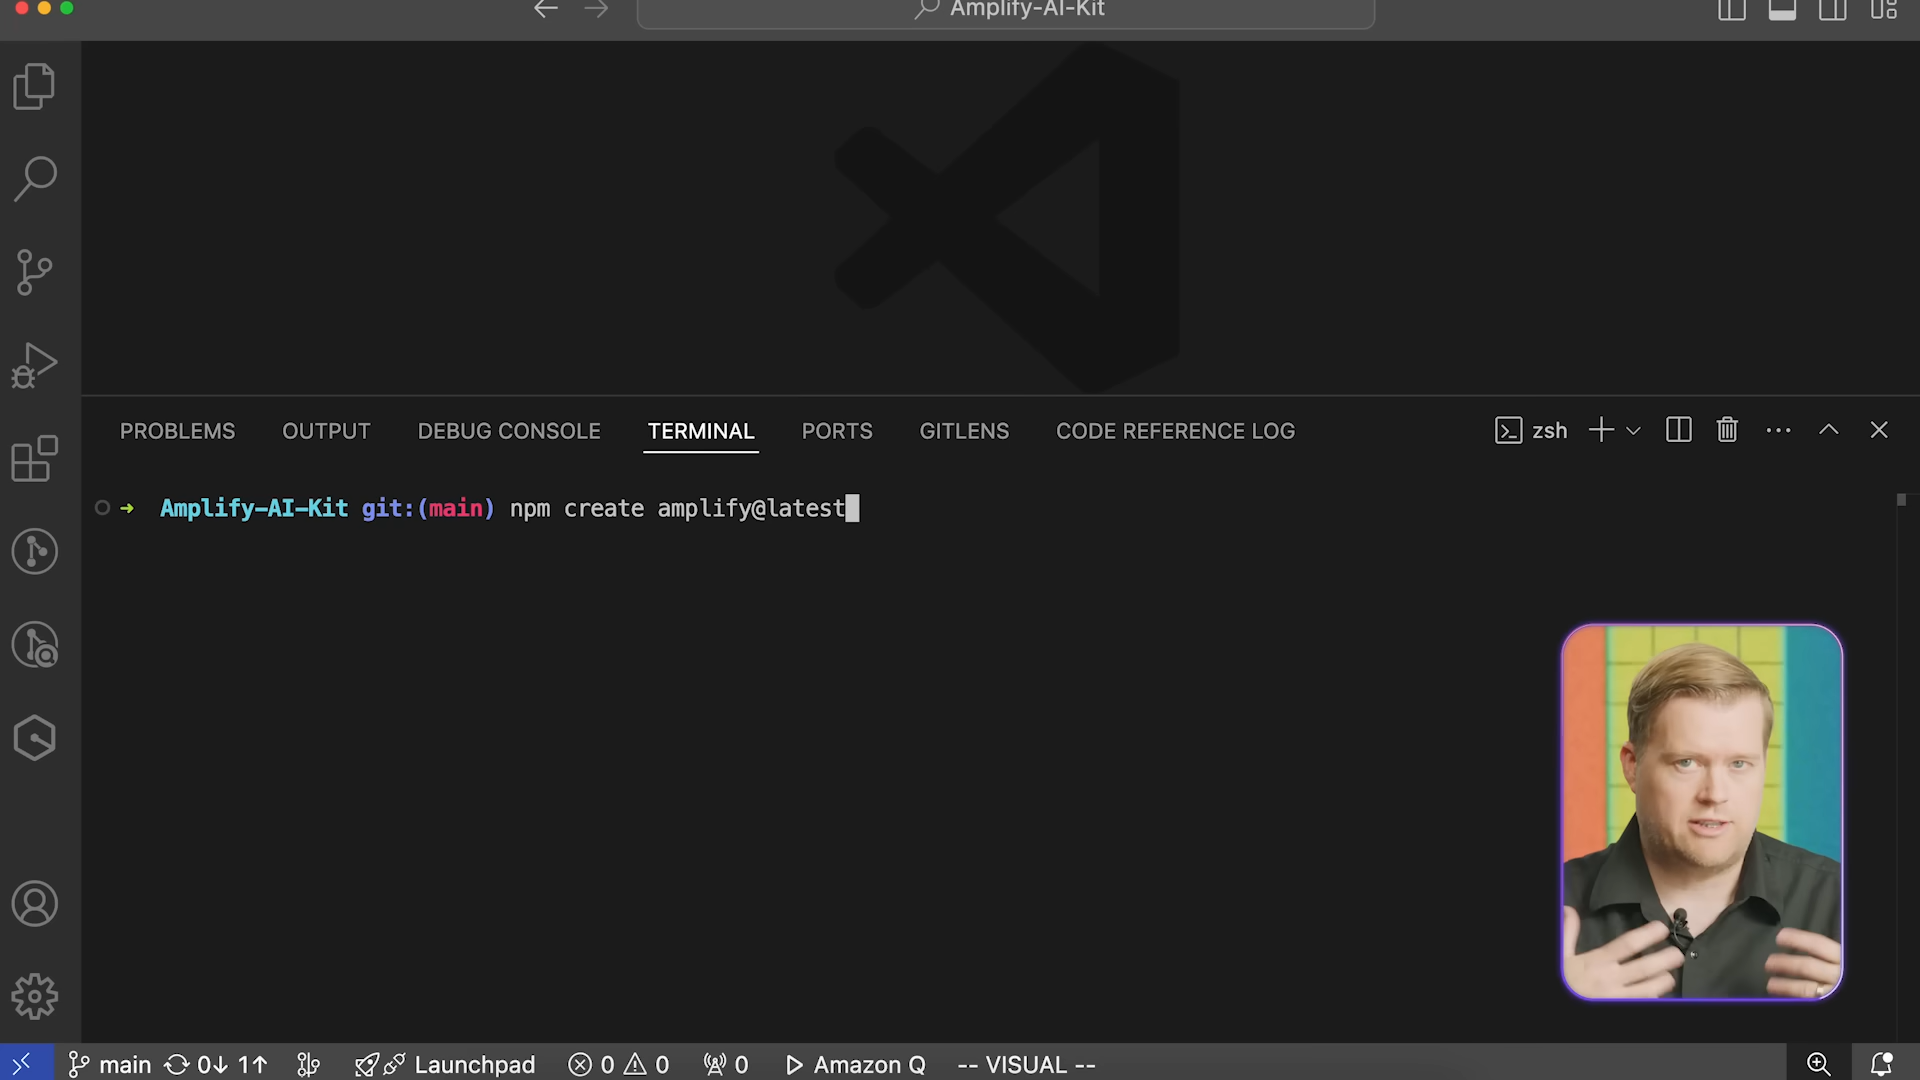 Amplify-AI-Kit
PROBLEMS OUTPUT DEBUG CONSOLE TERMINAL PORTS GITLENS CODE REFERENCE LOG zsh
Amplify-AI-Kit git:(main) npm create amplify@latest
main 0↓ 1↑ Launchpad 0 0 0 Amazon Q -- VISUAL --